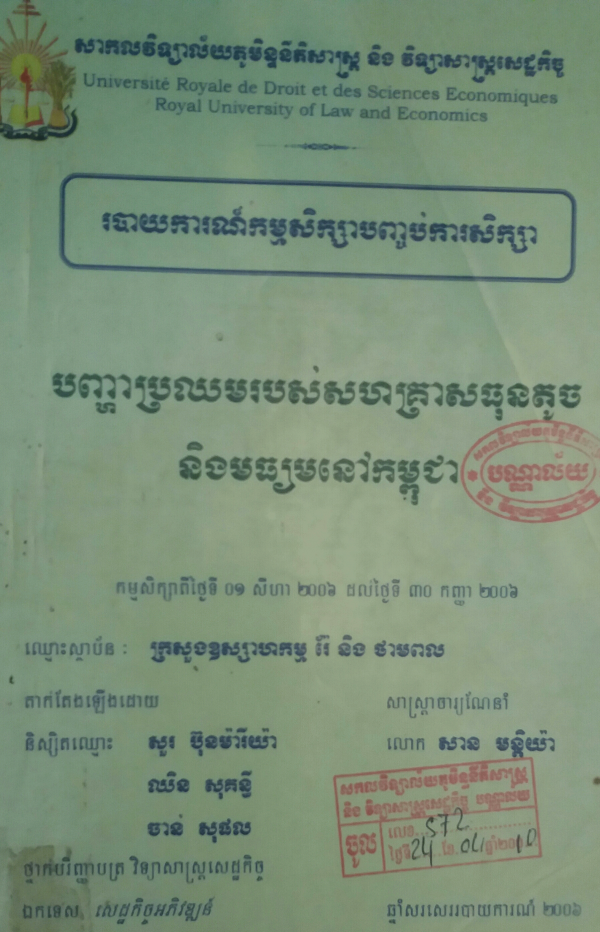 សាកលវិទ្យាល័យភូមិន្ទនីតិសាស្ត្រ និង វិទ្យាសាស្ត្រសេដ្ឋកិច្ច
Université Royale de Droit et des Sciences Economiques
Royal University of Law and Economics
របាយការណ៍កម្មសិក្សាបញ្ចប់ការសិក្សា
បញ្ហាប្រឈមរបស់សហគ្រាសធុនតូច
និងមធ្យមនៅកម្ពុជា
បណ្ណាល័យ
កម្មសិក្សាពីថ្ងៃទី ០១ សីហា ២០០៦ ដល់ថ្ងៃទី ៣០ កញ្ញា ២០០៦
ឈ្មោះស្ថាប័ន : ក្រសួងឧស្សាហកម្ម រ៉ែ និង ថាមពល
តាក់តែងឡើងដោយ សាស្ត្រាចារ្យណែនាំ
និស្សិតឈ្មោះ សួរ ប៊ុនម៉ារីយ៉ា លោក សាន មន្តិយ៉ា
ឈិន សុគន្ធី
ចាន់ សុផល
សកលវិទ្យាល័យភូមិន្ទនីតិសាស្ត្រ
និង វិទ្យាសាស្ត្រសេដ្ឋកិច្ច បណ្ណាល័យ
ចូល លេខ 572
ថ្ងៃទី 24 ខែ 04 ឆ្នាំ២០10
ថ្នាក់បរិញ្ញាបត្រ វិទ្យាសាស្ត្រសេដ្ឋកិច្ច
ឯកទេស សេដ្ឋកិច្ចអភិវឌ្ឍន៍ ឆ្នាំសរសេររបាយការណ៍ ២០០៦